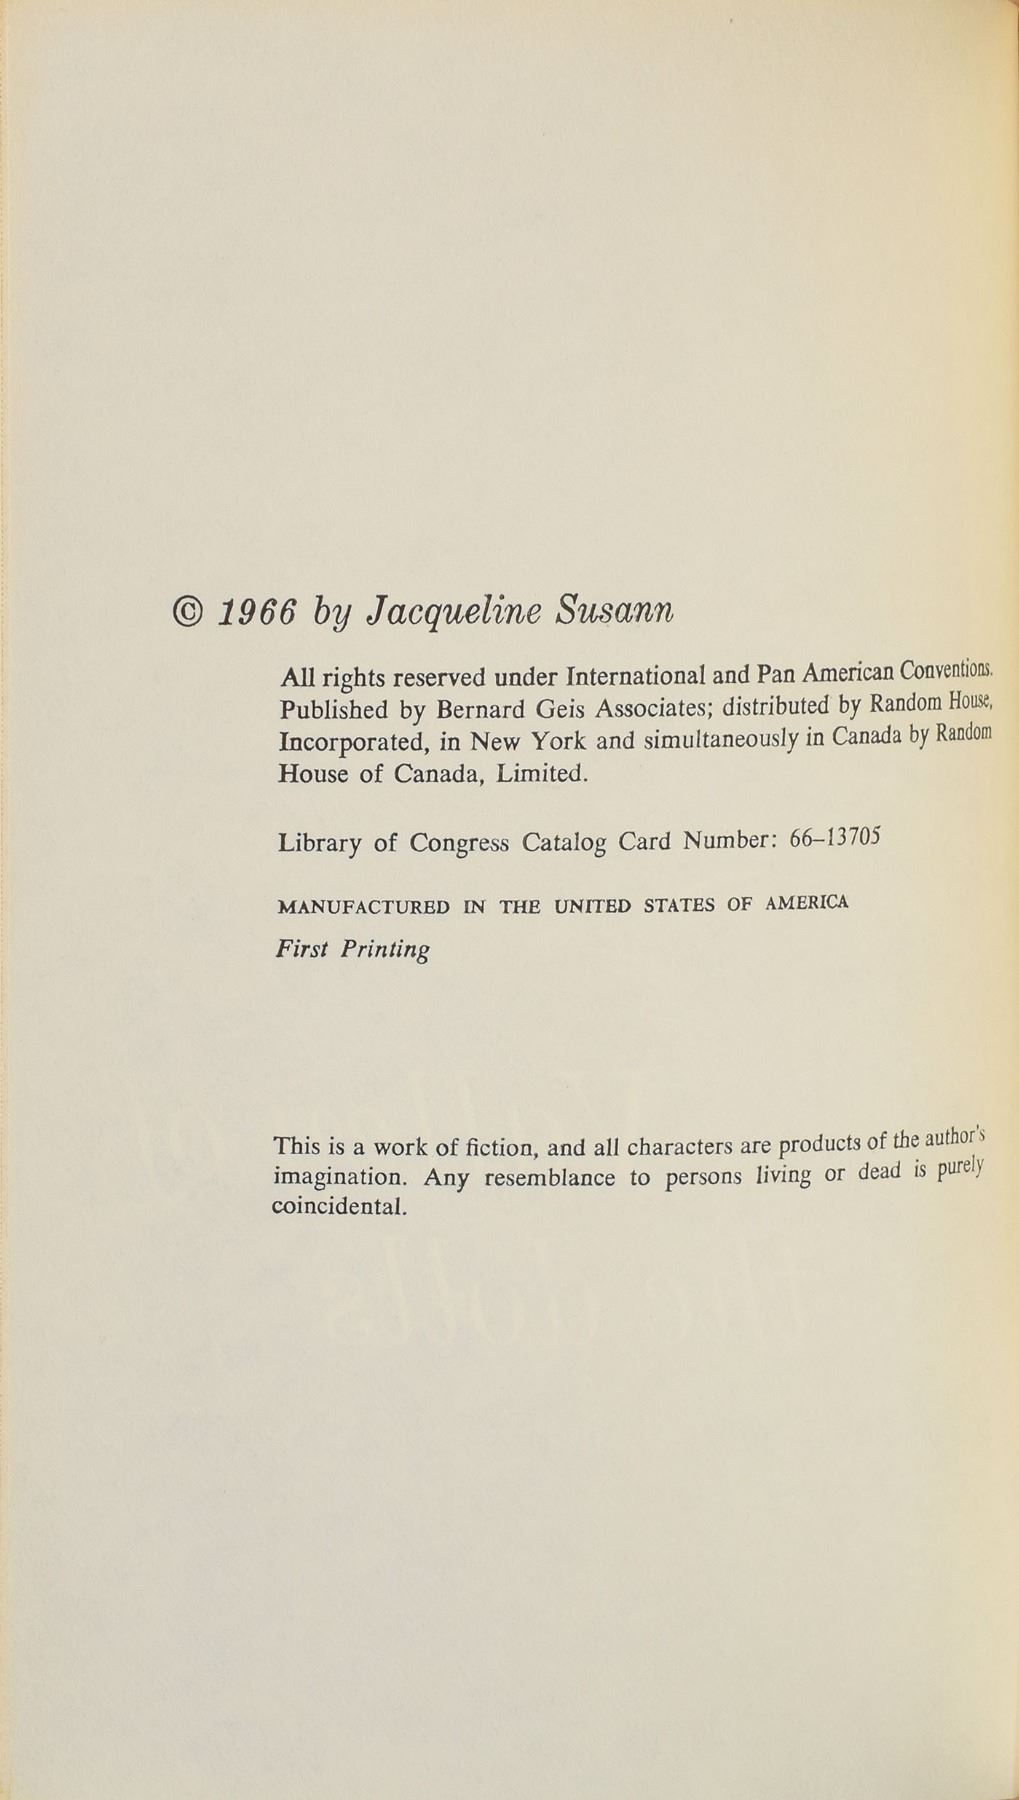 © 1966 by Jacqueline Susann
All rights reserved under International and Pan American Conventions.
Published by Bernard Geis Associates; distributed by Random House,
Incorporated, in New York and simultaneously in Canada by Random
House of Canada, Limited.
Library of Congress Catalog Card Number: 66–13705
MANUFACTURED IN THE UNITED STATES OF AMERICA
First Printing
This is a work of fiction, and all characters are products of the author's
imagination. Any resemblance to persons living or dead is purely
coincidental.